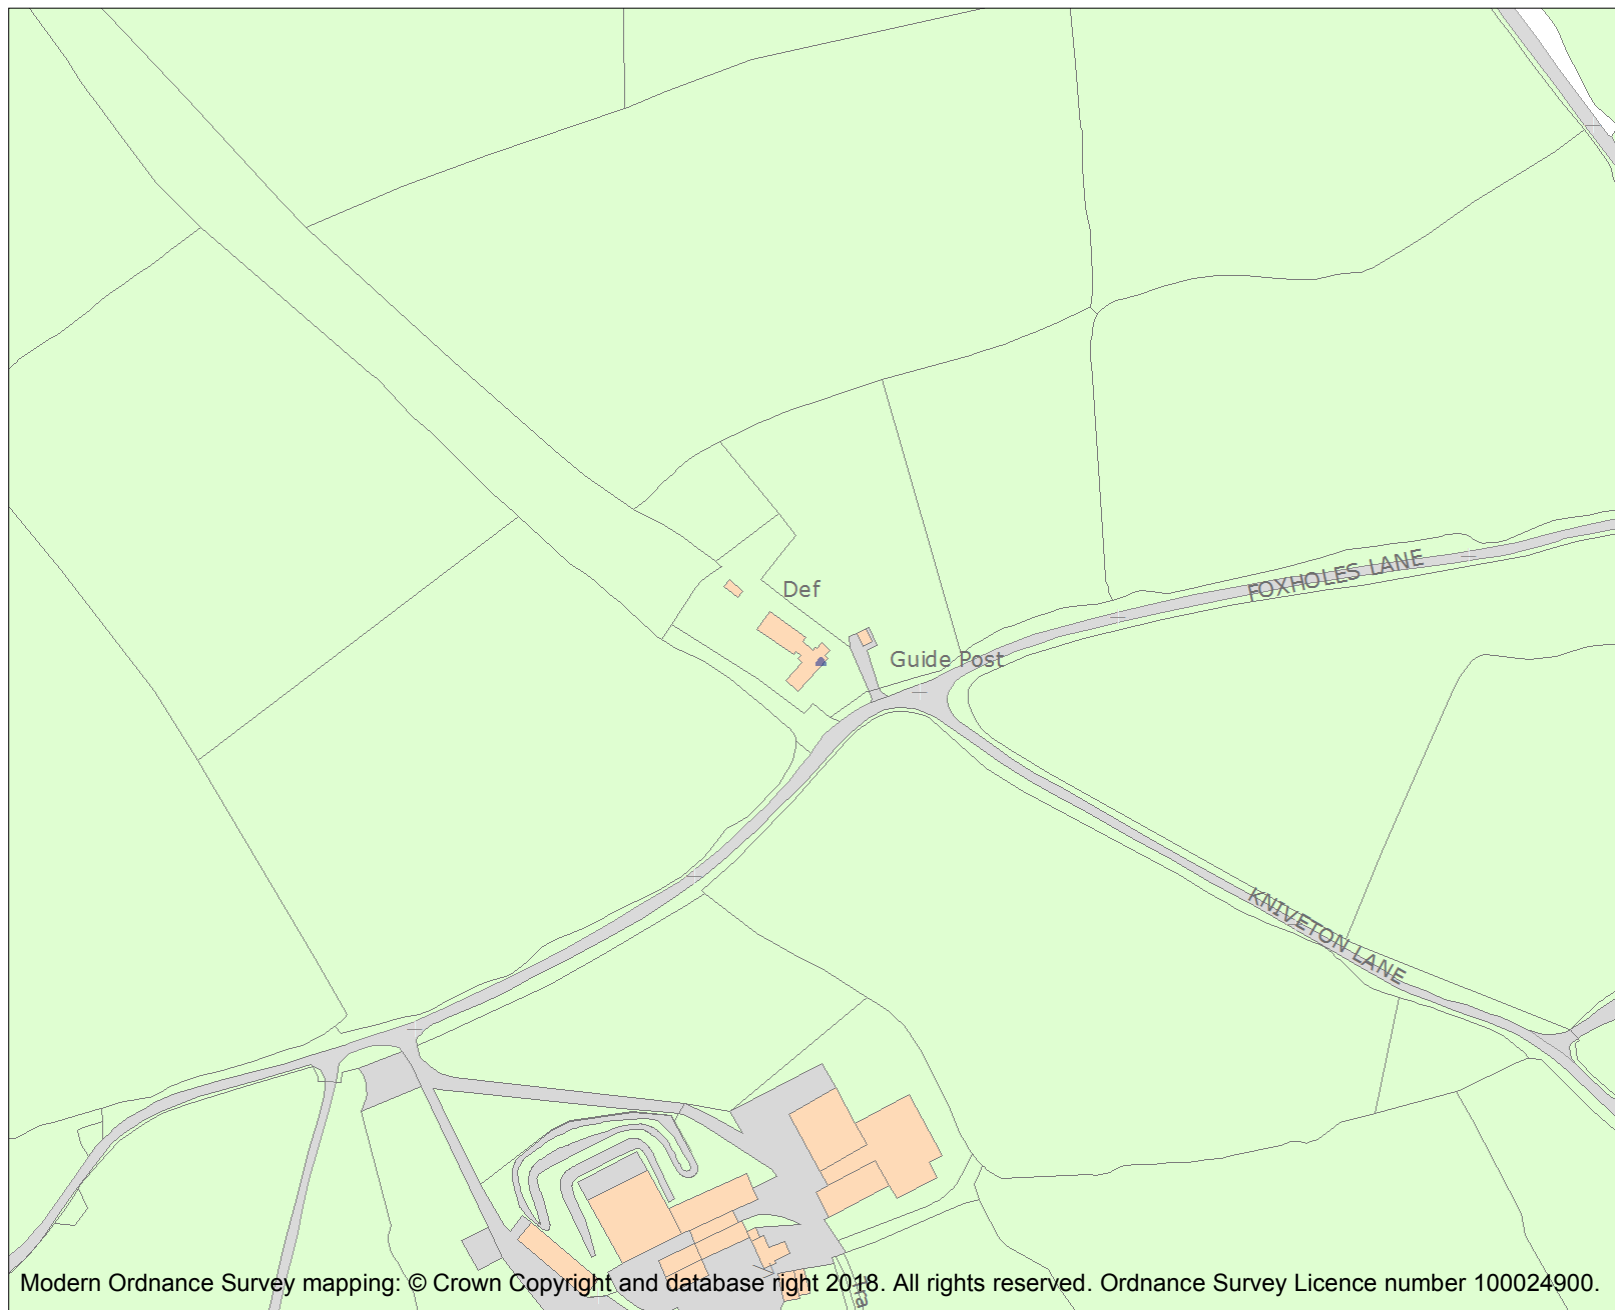 FOXHOLES LANE
Def
Guide Post
KNIVETON LANE
Tra
Modern Ordnance Survey mapping: © Crown Copyright and database right 2018. All rights reserved. Ordnance Survey Licence number 100024900.